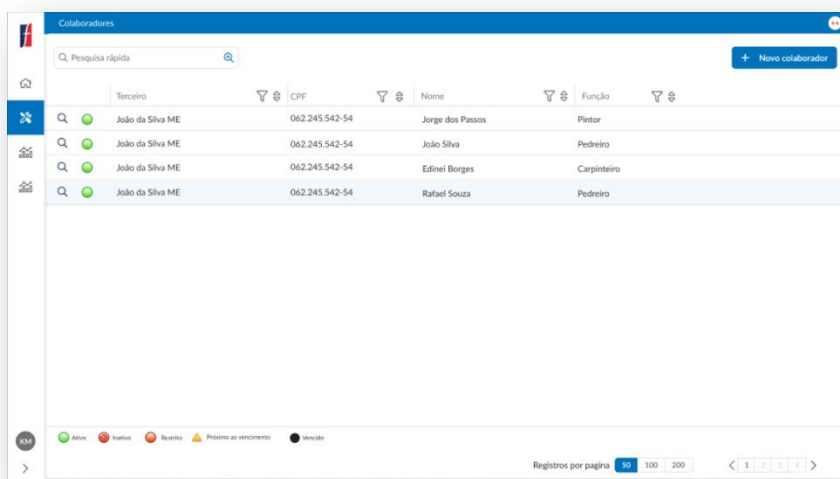 Colaboradores
Pesquisa rápida
+ Novo colaborador
Terceiro CPF Nome Função
João da Silva ME 062.245.542-54 Jorge dos Passos Pintor
João da Silva ME 062.245.542-54 João Silva Pedreiro
João da Silva ME 062.245.542-54 Edinei Borges Carpinteiro
João da Silva ME 062.245.542-54 Rafael Souza Pedreiro
KM
Ativo Inativo Restrito Próximo ao vencimento Vencido
Registros por pagina 50 100 200 < 1 2 3 4 >